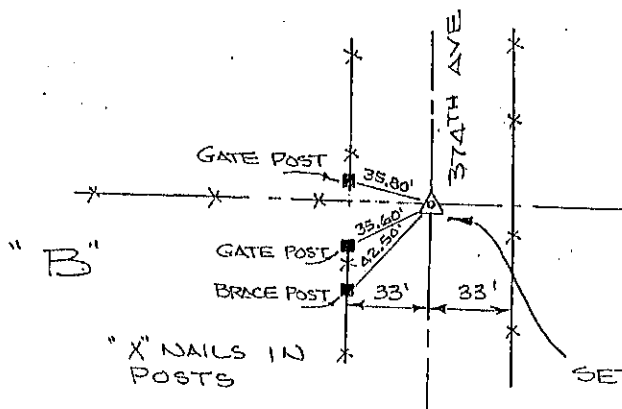 374TH AVE
GATE POST
35.80'
35.60'
42.50'
"B"
GATE POST
BRACE POST
33'
33'
"X" NAILS IN
POSTS
SET